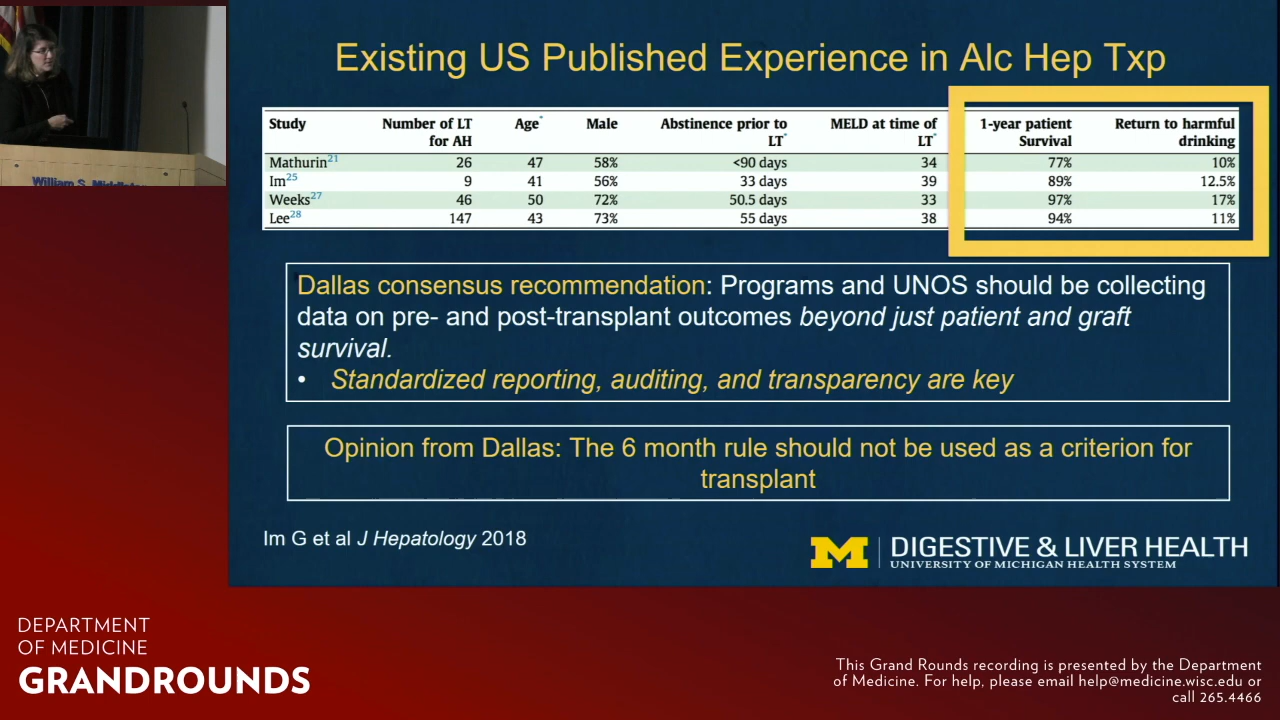 Existing US Published Experience in Alc Hep Txp
Study Number of LT for AH Age* Male Abstinence prior to LT* MELD at time of LT* 1-year patient Survival Return to harmful drinking
Mathurin21 26 47 58% <90 days 34 77% 10%
Im25 9 41 56% 33 days 39 89% 12.5%
Weeks27 46 50 72% 50.5 days 33 97% 17%
Lee28 147 43 73% 55 days 38 94% 11%
Dallas consensus recommendation: Programs and UNOS should be collecting
data on pre- and post-transplant outcomes beyond just patient and graft
survival.
• Standardized reporting, auditing, and transparency are key
Opinion from Dallas: The 6 month rule should not be used as a criterion for
transplant
Im G et al J Hepatology 2018
M DIGESTIVE & LIVER HEALTH
UNIVERSITY OF MICHIGAN HEALTH SYSTEM
William S.
DEPARTMENT
OF MEDICINE
GRANDROUNDS
This Grand Rounds recording is presented by the Department
of Medicine. For help, please email help@medicine.wisc.edu or
call 265.4466